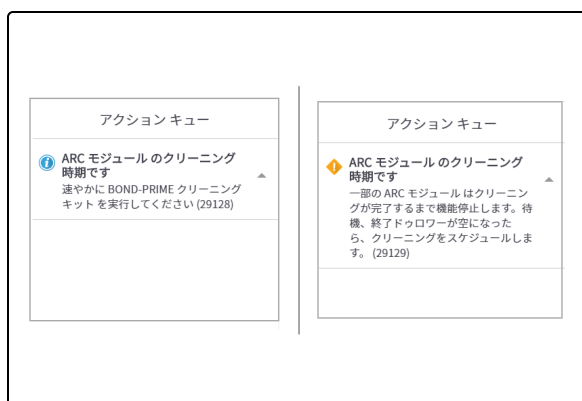 アクション キュー
ARC モジュール のクリーニング
時期です
速やかに BOND-PRIME クリーニング
キット を実行してください (29128)
アクション キュー
ARC モジュール のクリーニング
時期です
一部の ARC モジュール はクリーニン
グが完了するまで機能停止します。待
機、終了ドゥロワーが空になった
ら、クリーニングをスケジュールしま
す。 (29129)